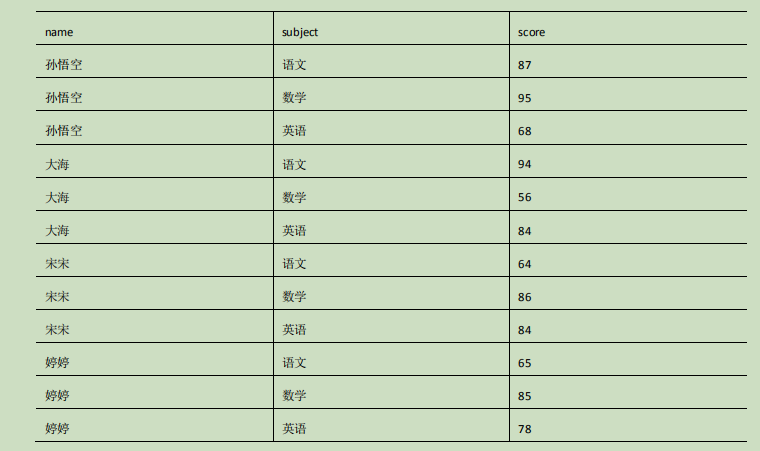 name subject score
孙悟空 语文 87
孙悟空 数学 95
孙悟空 英语 68
大海 语文 94
大海 数学 56
大海 英语 84
宋宋 语文 64
宋宋 数学 86
宋宋 英语 84
婷婷 语文 65
婷婷 数学 85
婷婷 英语 78